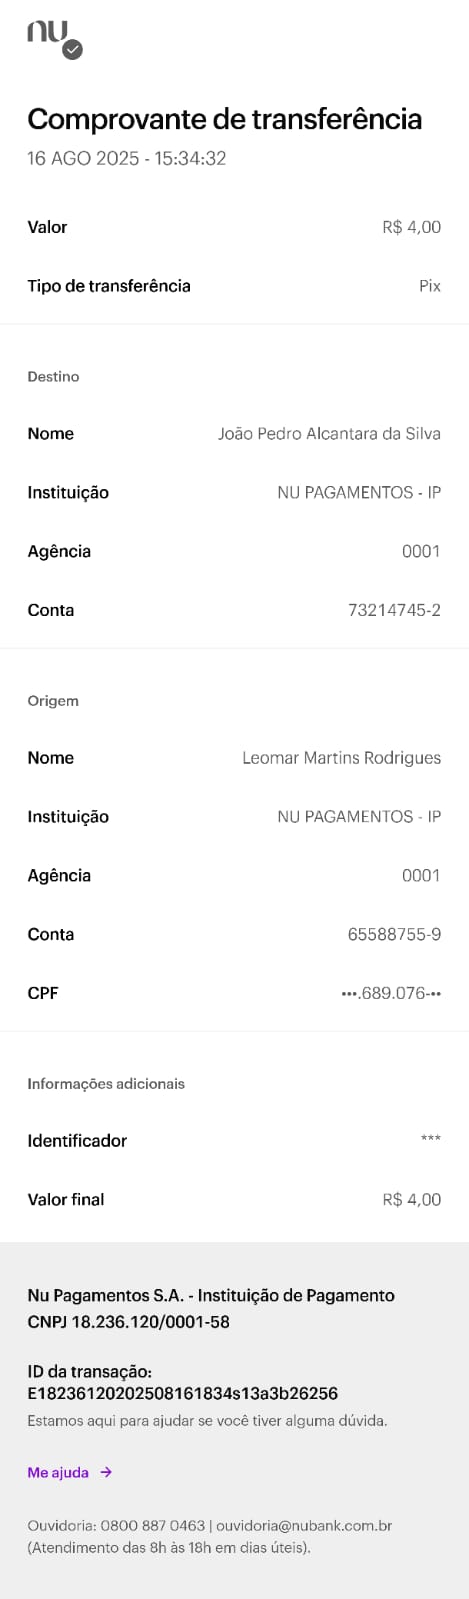 nu
Comprovante de transferência
16 AGO 2025 - 15:34:32
Valor R$ 4,00
Tipo de transferência Pix
Destino
Nome João Pedro Alcantara da Silva
Instituição NU PAGAMENTOS - IP
Agência 0001
Conta 73214745-2
Origem
Nome Leomar Martins Rodrigues
Instituição NU PAGAMENTOS - IP
Agência 0001
Conta 65588755-9
CPF •••.689.076-••
Informações adicionais
Identificador ***
Valor final R$ 4,00
Nu Pagamentos S.A. - Instituição de Pagamento
CNPJ 18.236.120/0001-58
ID da transação:
E18236120202508161834s13a3b26256
Estamos aqui para ajudar se você tiver alguma dúvida.
Me ajuda →
Ouvidoria: 0800 887 0463 | ouvidoria@nubank.com.br
(Atendimento das 8h às 18h em dias úteis).